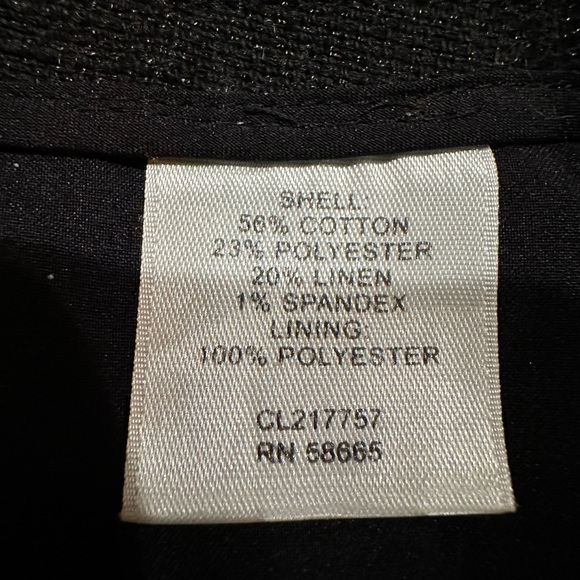 SHELL:
56% COTTON
23% POLYESTER
20% LINEN
1% SPANDEX
LINING:
100% POLYESTER
CL217757
RN 58665